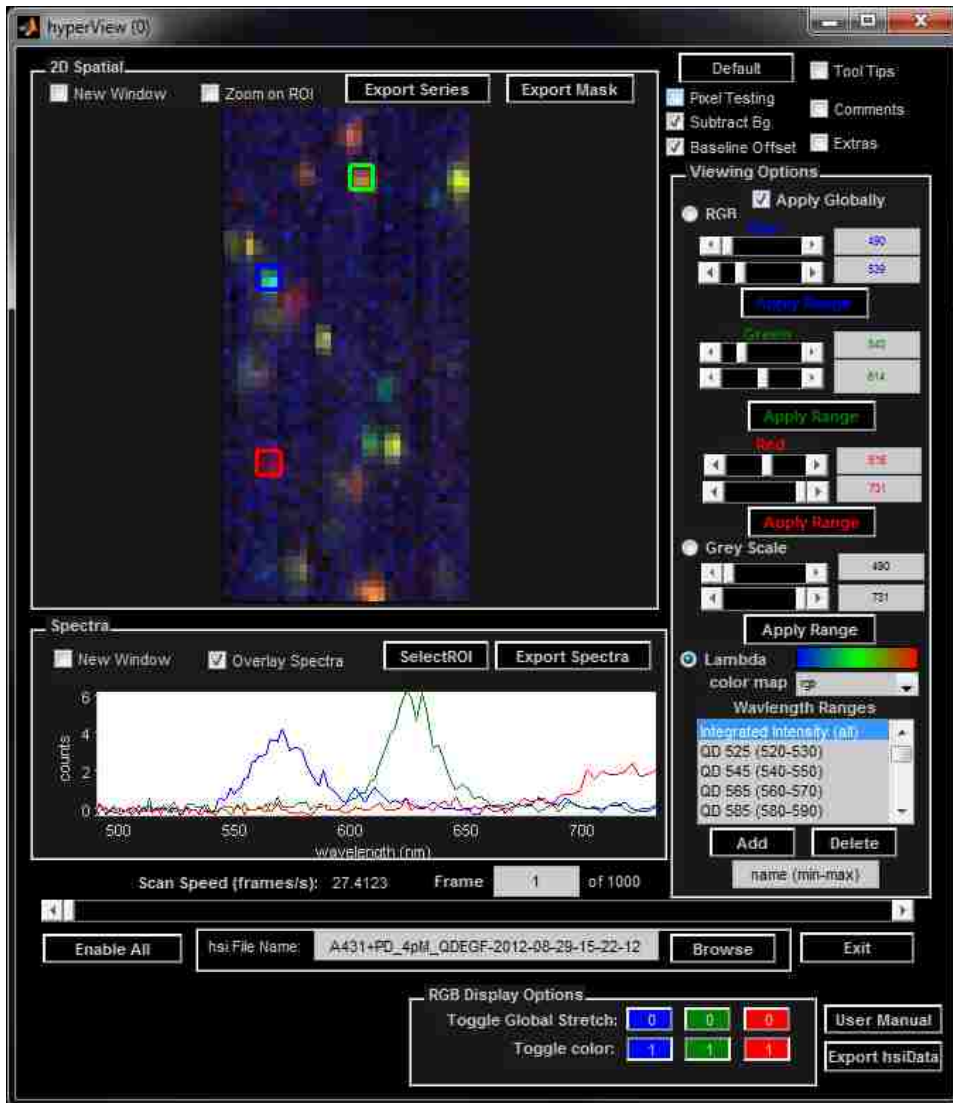 hyperView (0)
2D Spatial
New Window
Zoom on ROI
Export Series
Export Mask
Default
Tool Tips
Pixel Testing
Comments
Subtract Bg
Baseline Offset
Extras
Viewing Options
Apply Globally
RGB
490
539
Apply Range
Green
540
614
Apply Range
Red
731
Apply Range
Grey Scale
490
731
Apply Range
Lambda
color map
Wavlength Ranges
Integrated Intensity (all)
QD 525 (520-530)
QD 545 (540-550)
QD 565 (560-570)
QD 585 (580-590)
Add
Delete
name (min-max)
Spectra
New Window
Overlay Spectra
SelectROI
Export Spectra
6
4
2
0
counts
500
550
600
650
700
wavelength (nm)
Scan Speed (frames/s): 27.4123
Frame
1
of 1000
Enable All
hsi File Name:
A431+PD_4pM_QDEGF-2012-08-29-15-22-12
Browse
Exit
RGB Display Options
Toggle Global Stretch:
0
0
0
Toggle color:
1
1
1
User Manual
Export hsiData